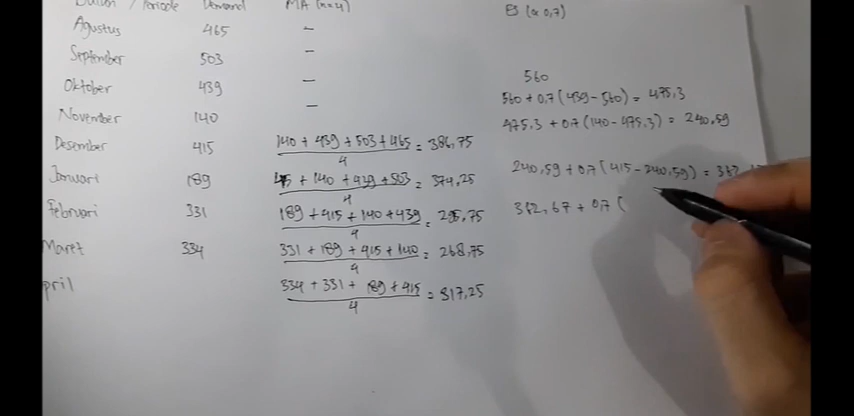 Bulan / Periode Demand MA (n=4) ES (α 0,7)
Agustus 465 -
September 503 - 560
Oktober 439 - 560 + 0,7 (439 - 560) = 475,3
November 140 - 475,3 + 0,7 (140 - 475,3) = 240,59
Desember 415 140 + 439 + 503 + 465 / 4 = 386,75 240,59 + 0,7 (415 - 240,59) = 362
Januari 189 + 140 + 439 + 503 / 4 = 374,25 362,67 + 0,7 (
Februari 331 189 + 415 + 140 + 439 / 4 = 295,75
Maret 334 331 + 189 + 415 + 140 / 4 = 268,75
pril 334 + 331 + 189 + 415 / 4 = 317,25